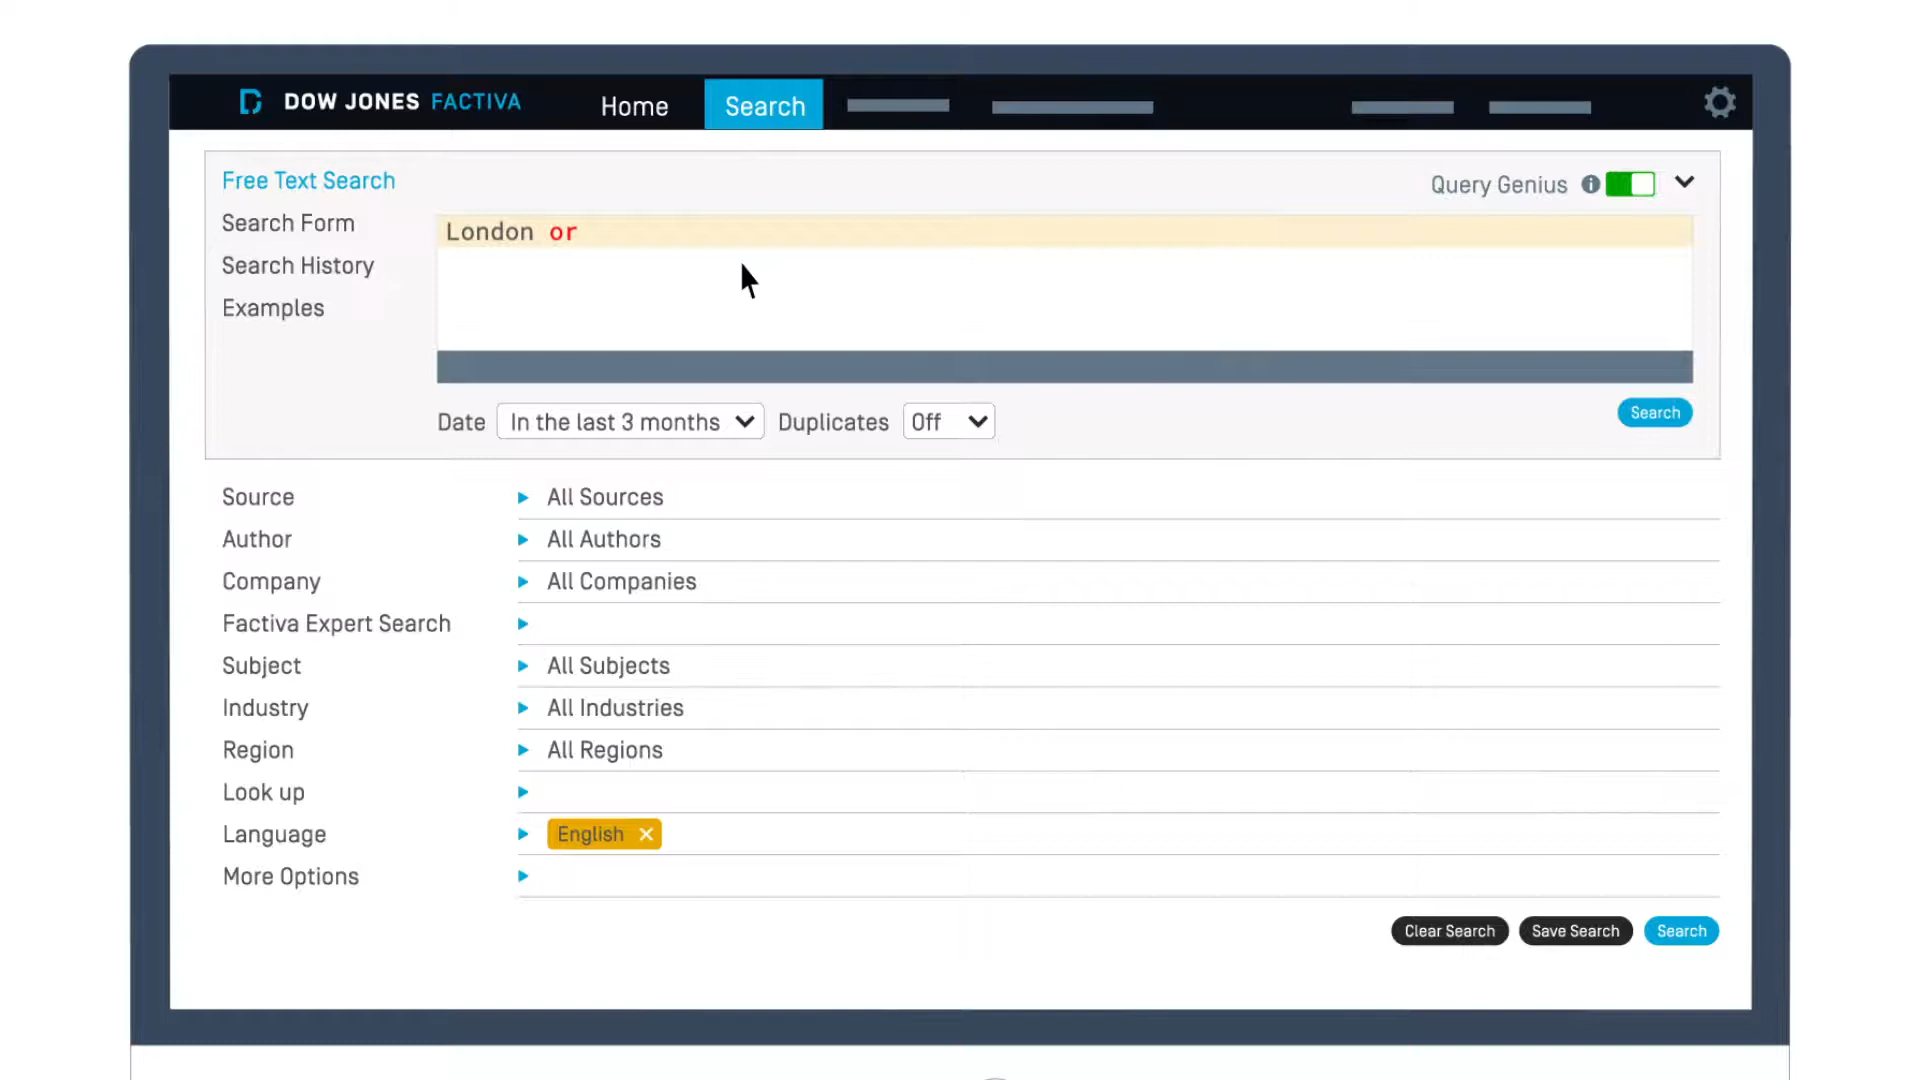 DOW JONES FACTIVA
Home
Search
Free Text Search
Search Form
Search History
Examples
Query Genius
London or
Date In the last 3 months Duplicates Off
Search
Source All Sources
Author All Authors
Company All Companies
Factiva Expert Search
Subject All Subjects
Industry All Industries
Region All Regions
Look up
Language English
More Options
Clear Search Save Search Search